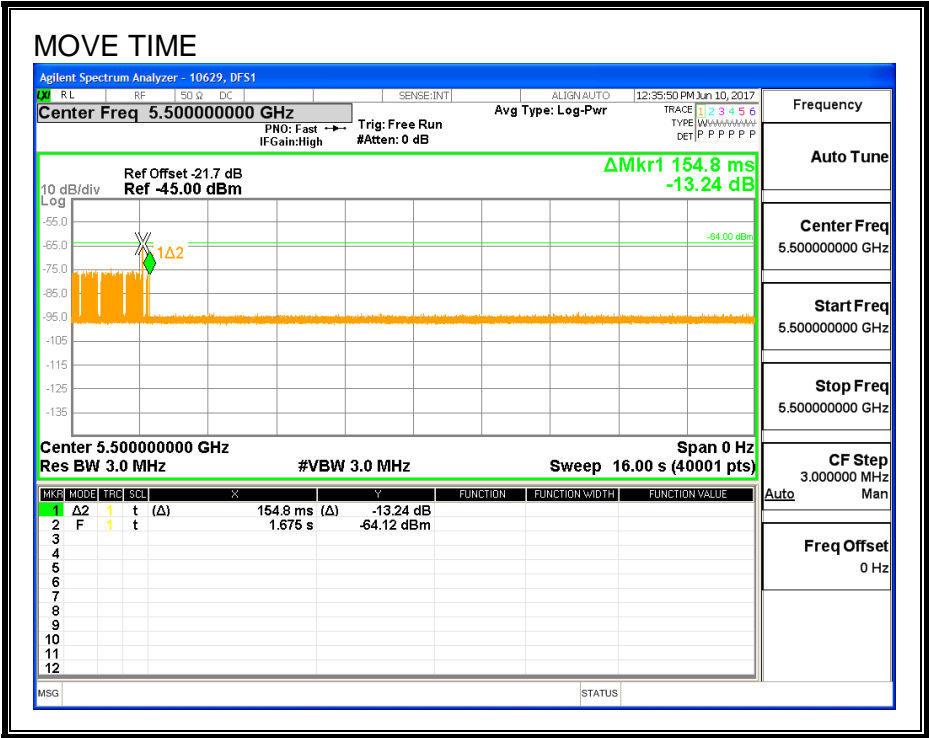 MOVE TIME
Agilent Spectrum Analyzer - 10629, DFS1
LXI RL RF 50 Ω DC SENSE:INT ALIGNAUTO 12:35:50 PM Jun 10, 2017
Center Freq 5.500000000 GHz
PNO: Fast
IFGain:High
Trig: Free Run
#Atten: 0 dB
Avg Type: Log-Pwr
TRACE 1 2 3 4 5 6
TYPE WWWWWW
DET P P P P P P
Ref Offset -21.7 dB
Ref -45.00 dBm
10 dB/div
Log
ΔMkr1 154.8 ms
-13.24 dB
-55.0
-65.0
-75.0
-85.0
-95.0
-105
-115
-125
-135
-64.00 dBm
1Δ2
Center 5.500000000 GHz
Span 0 Hz
Res BW 3.0 MHz
#VBW 3.0 MHz
Sweep 16.00 s (40001 pts)
MKR MODE TRC SCL X Y FUNCTION FUNCTION WIDTH FUNCTION VALUE
1 Δ2 1 t (Δ) 154.8 ms (Δ) -13.24 dB
2 F 1 t 1.675 s -64.12 dBm
3
4
5
6
7
8
9
10
11
12
MSG
STATUS
Frequency
Auto Tune
Center Freq
5.500000000 GHz
Start Freq
5.500000000 GHz
Stop Freq
5.500000000 GHz
CF Step
3.000000 MHz
Auto Man
Freq Offset
0 Hz